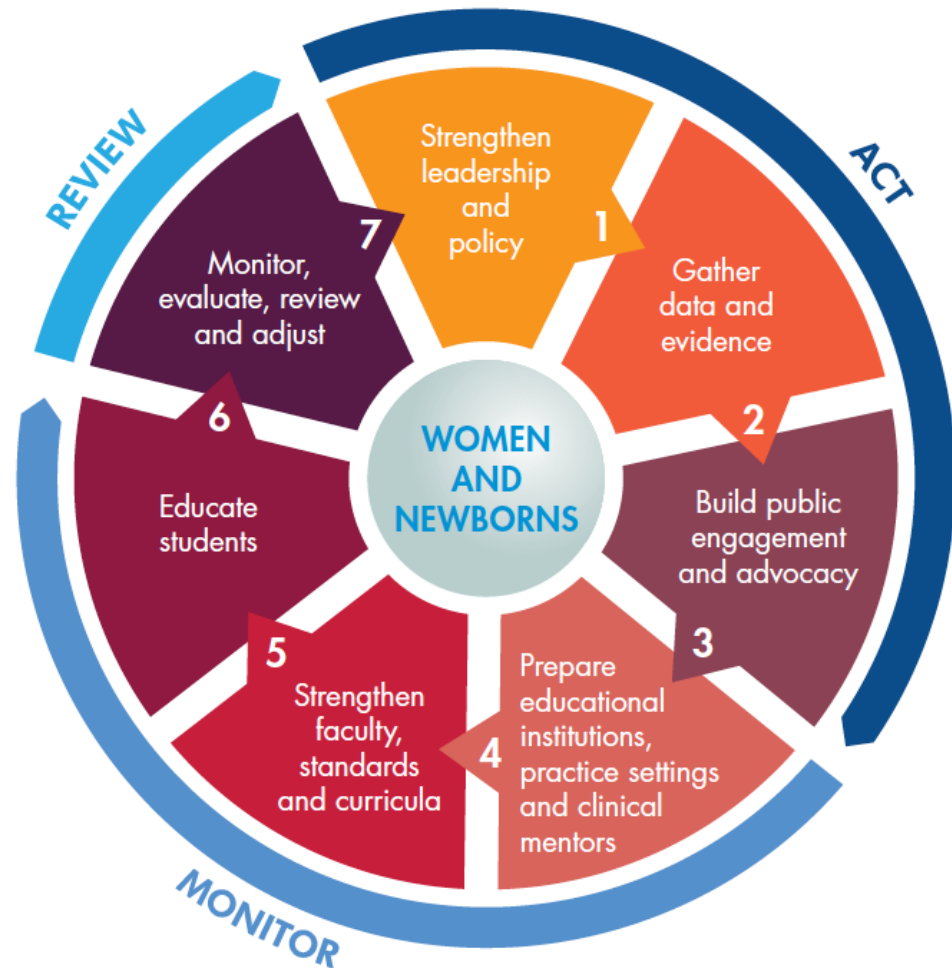 REVIEW
ACT
MONITOR
WOMEN
AND
NEWBORNS
Strengthen
leadership
and
policy
1
Gather
data and
evidence
2
Build public
engagement
and advocacy
3
Prepare
educational
institutions,
practice settings
and clinical
mentors
4
Strengthen
faculty,
standards
and curricula
5
Educate
students
6
Monitor,
evaluate, review
and adjust
7